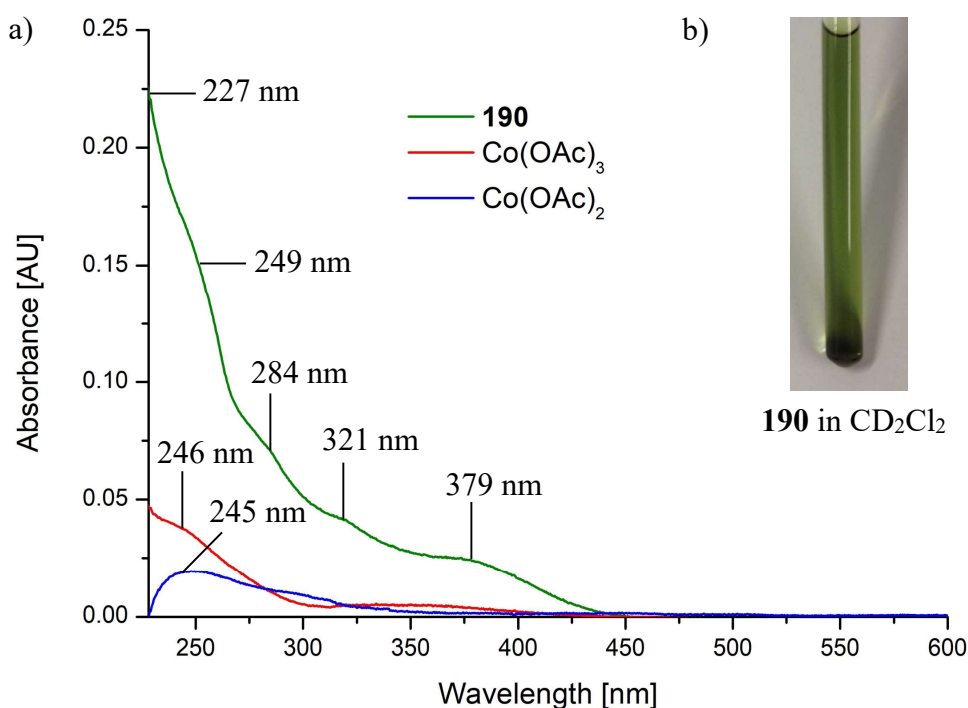 a)
b)
0.25
0.20
0.15
0.10
0.05
0.00
Absorbance [AU]
227 nm
249 nm
284 nm
246 nm
321 nm
245 nm
379 nm
190
Co(OAc)₃
Co(OAc)₂
190 in CD₂Cl₂
250 300 350 400 450 500 550 600
Wavelength [nm]